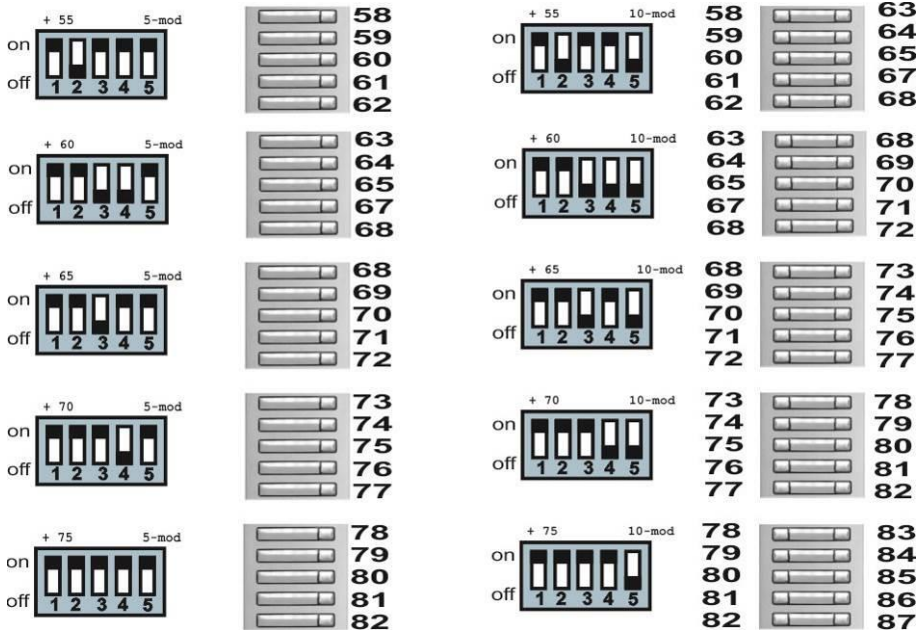 + 55 5-mod
on
off
1 2 3 4 5
58
59
60
61
62
+ 55 10-mod
on
off
1 2 3 4 5
58 63
59 64
60 65
61 67
62 68
+ 60 5-mod
on
off
1 2 3 4 5
63
64
65
67
68
+ 60 10-mod
on
off
1 2 3 4 5
63 68
64 69
65 70
67 71
68 72
+ 65 5-mod
on
off
1 2 3 4 5
68
69
70
71
72
+ 65 10-mod
on
off
1 2 3 4 5
68 73
69 74
70 75
71 76
72 77
+ 70 5-mod
on
off
1 2 3 4 5
73
74
75
76
77
+ 70 10-mod
on
off
1 2 3 4 5
73 78
74 79
75 80
76 81
77 82
+ 75 5-mod
on
off
1 2 3 4 5
78
79
80
81
82
+ 75 10-mod
on
off
1 2 3 4 5
78 83
79 84
80 85
81 86
82 87